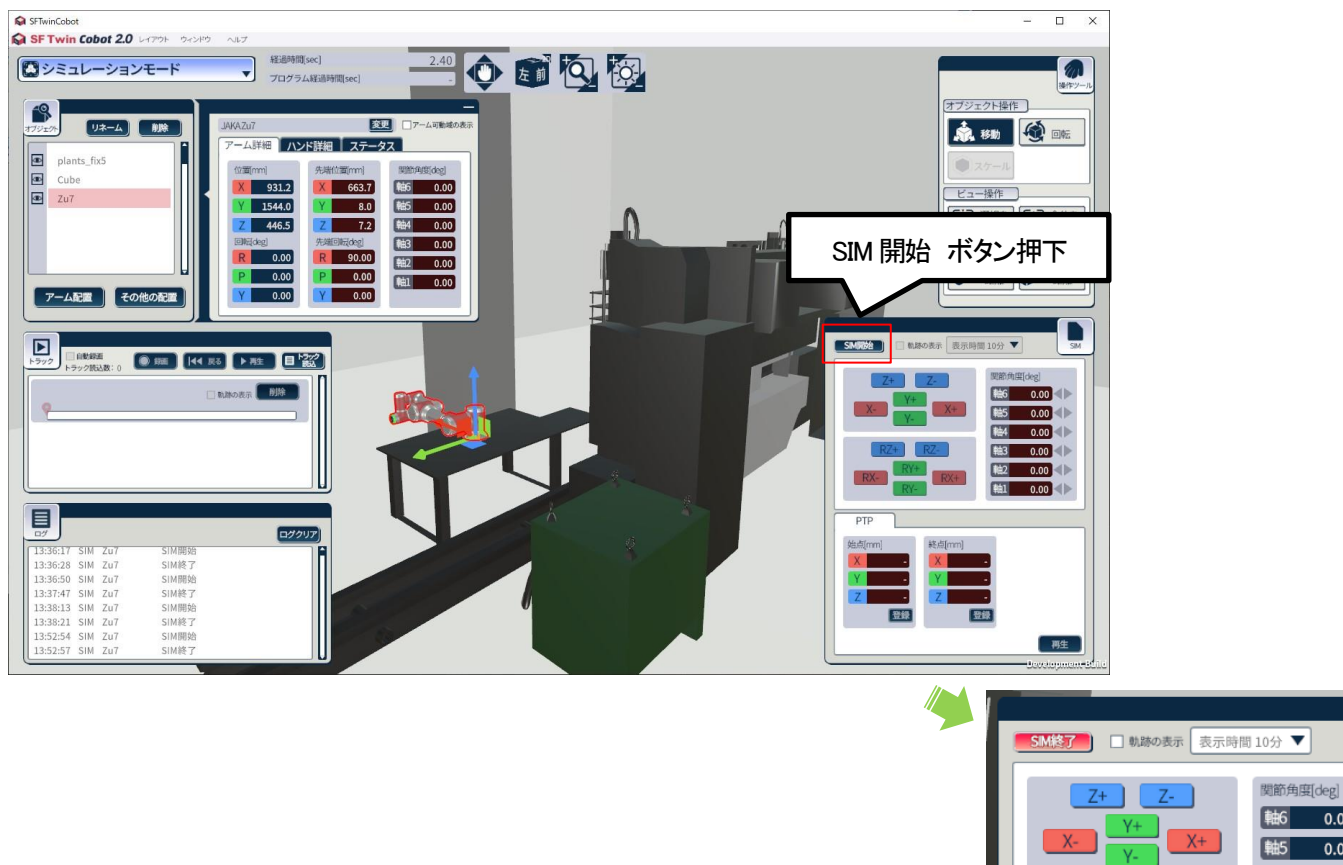 SFTwinCobot
SF Twin Cobot 2.0 レイアウト ウィンドウ ヘルプ
シミュレーションモード
経過時間[sec] 2.40
プログラム経過時間[sec] -
左 前
操作ツール
オブジェクト操作
移動 回転
スケール
ビュー操作
オブジェクト リネーム 削除
plants_fix5
Cube
Zu7
アーム配置 その他の配置
JAKAZu7 変更 アーム可動域の表示
アーム詳細 ハンド詳細 ステータス
位置[mm] 先端位置[mm] 関節角度[deg]
X 931.2 X 663.7 軸6 0.00
Y 1544.0 Y 8.0 軸5 0.00
Z 446.5 Z 7.2 軸4 0.00
回転[deg] 先端回転[deg] 軸3 0.00
R 0.00 R 90.00 軸2 0.00
P 0.00 P 0.00 軸1 0.00
Y 0.00 Y 0.00
SIM 開始 ボタン押下
トラック 自動録画
トラック読込数: 0
録画 戻る 再生 トラック読込
軌跡の表示 削除
ログ ログクリア
13:36:17 SIM Zu7 SIM開始
13:36:28 SIM Zu7 SIM終了
13:36:50 SIM Zu7 SIM開始
13:37:47 SIM Zu7 SIM終了
13:38:13 SIM Zu7 SIM開始
13:38:21 SIM Zu7 SIM終了
13:52:54 SIM Zu7 SIM開始
13:52:57 SIM Zu7 SIM終了
SIM開始 軌跡の表示 表示時間 10分 SIM
関節角度[deg]
Z+ Z- 軸6 0.00
X- Y+ X+ 軸5 0.00
Y- 軸4 0.00
RZ+ RZ- 軸3 0.00
RX- RY+ RX+ 軸2 0.00
RY- 軸1 0.00
PTP
始点[mm] 終点[mm]
X - X -
Y - Y -
Z - Z -
登録 登録
再生
Development Build
SIM終了 軌跡の表示 表示時間 10分
関節角度[deg]
Z+ Z- 軸6 0.0
X- Y+ X+ 軸5 0.0
Y-